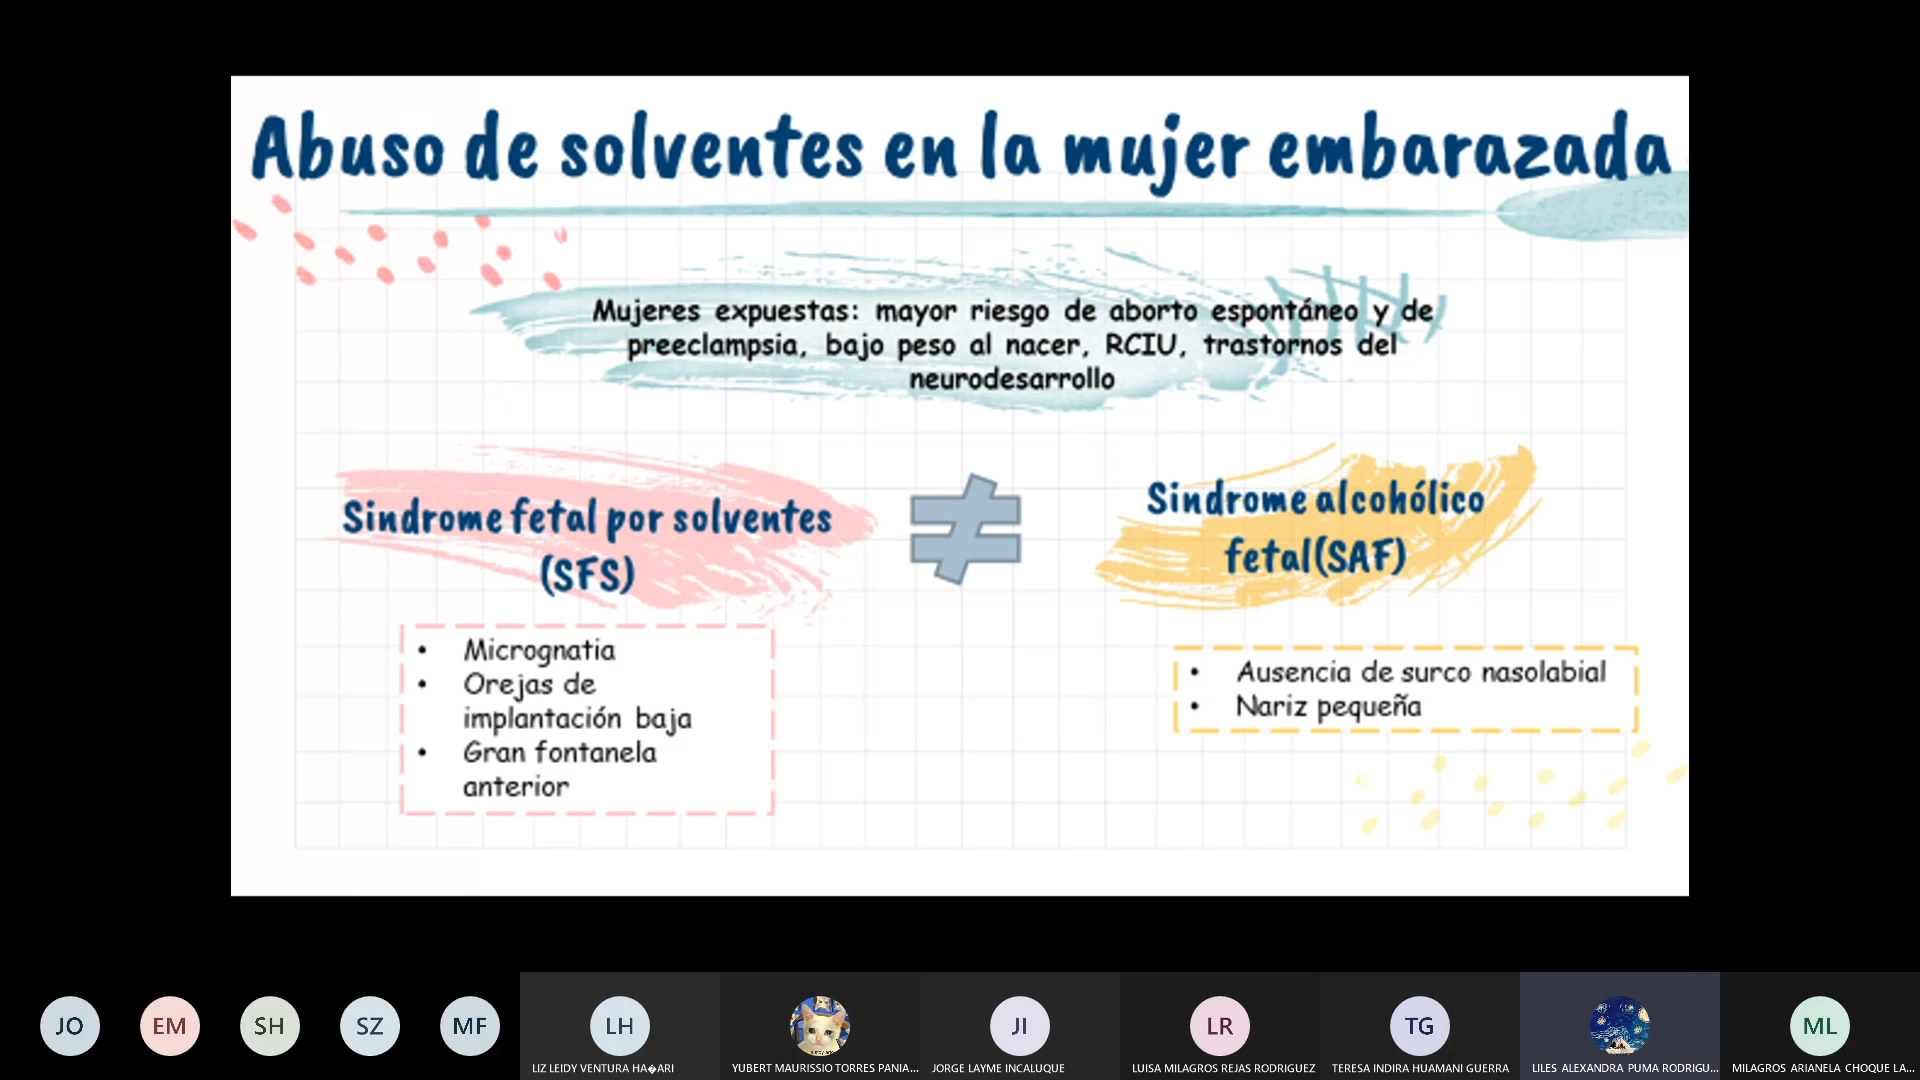 Abuso de solventes en la mujer embarazada
Mujeres expuestas: mayor riesgo de aborto espontáneo y de
preeclampsia, bajo peso al nacer, RCIU, trastornos del
neurodesarrollo
Sindrome fetal por solventes
(SFS)
Sindrome alcohólico
fetal(SAF)
• Micrognatia
• Orejas de
implantación baja
• Gran fontanela
anterior
• Ausencia de surco nasolabial
• Nariz pequeña
JO
EM
SH
SZ
MF
LH
JI
LR
TG
ML
LIZ LEIDY VENTURA HA�ARI
YUBERT MAURISSIO TORRES PANIA...
JORGE LAYME INCALUQUE
LUISA MILAGROS REJAS RODRIGUEZ
TERESA INDIRA HUAMANI GUERRA
LILES ALEXANDRA PUMA RODRIGU...
MILAGROS ARIANELA CHOQUE LA...